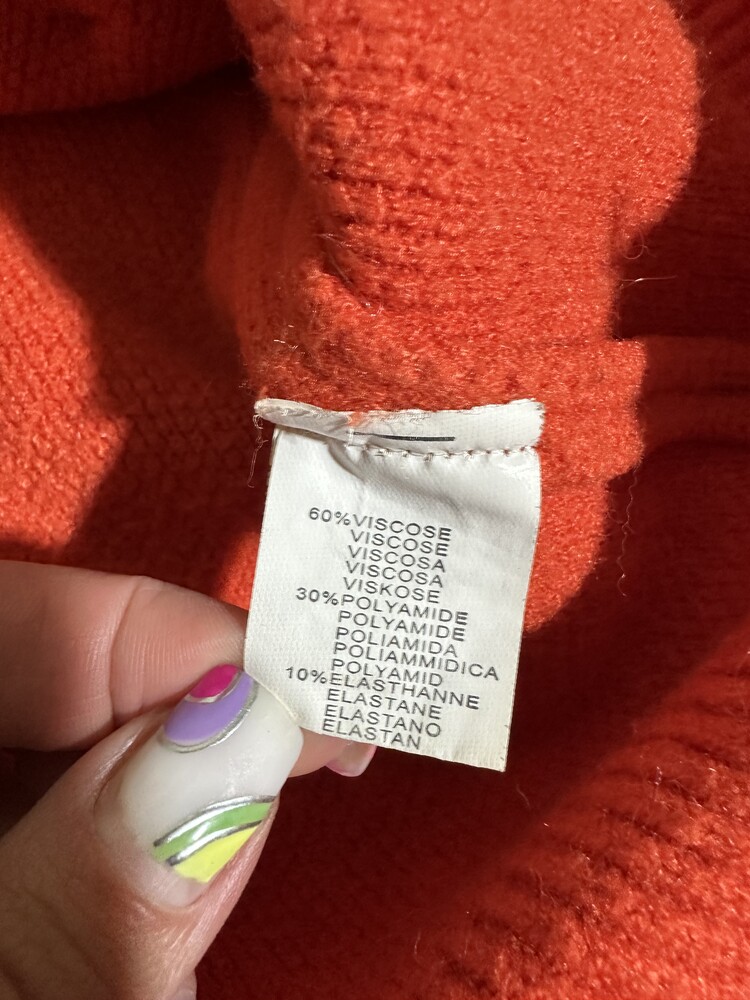 60%VISCOSE
VISCOSE
VISCOSA
VISCOSA
VISKOSE
30%POLYAMIDE
POLYAMIDE
POLIAMIDA
POLIAMMIDICA
POLYAMID
10%ELASTHANNE
ELASTANE
ELASTANO
ELASTAN